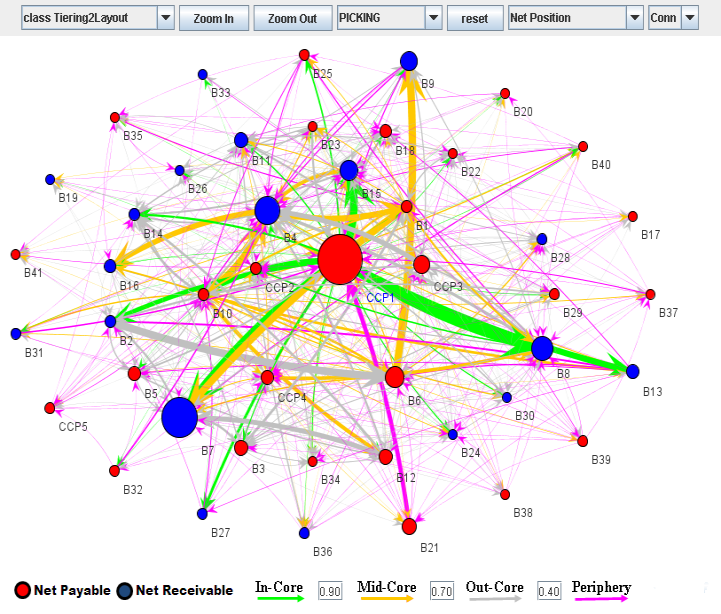 class Tiering2Layout Zoom In Zoom Out PICKING reset Net Position Conn
B25
B9
B33
B20
B35
B11
B23
B18
B22
B40
B26
B15
B19
B14
B4
B1
B17
B28
B41
B16
CCP2
CCP1
CCP3
B10
B29
B37
B31
B2
B8
B13
B5
CCP4
B6
B30
CCP5
B7
B3
B34
B12
B24
B39
B32
B27
B36
B21
B38
Net Payable Net Receivable In-Core 0.90 Mid-Core 0.70 Out-Core 0.40 Periphery